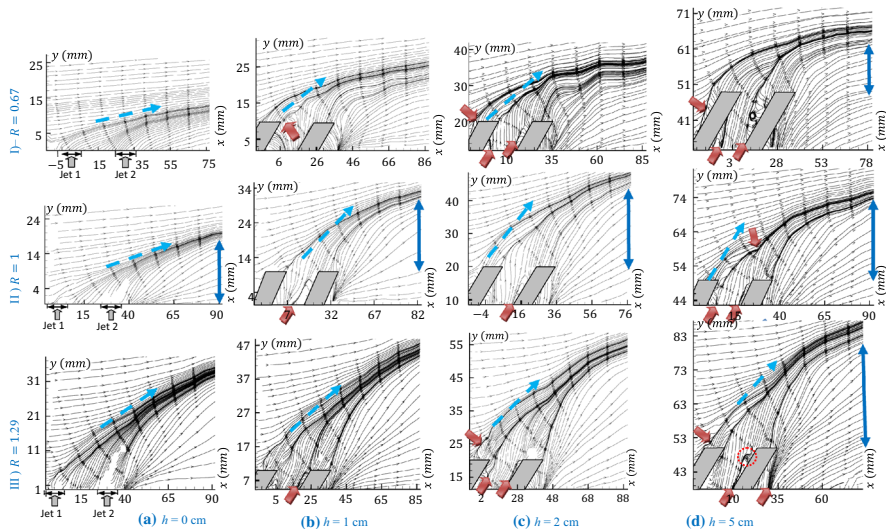 I)– R = 0.67
y (mm)
25
15
5
−5
15
35
55
75
x (mm)
Jet 1
Jet 2
y (mm)
25
15
5
6
26
46
66
86
x (mm)
y (mm)
40
30
20
10
35
60
85
x (mm)
71
y (mm)
61
51
41
3
28
53
78
x (mm)
II ) R = 1
y (mm)
24
14
4
15
40
65
90
x (mm)
Jet 1
Jet 2
y (mm)
34
24
14
4
7
32
57
82
x (mm)
y (mm)
40
30
20
10
−4
16
36
56
76
x (mm)
y (mm)
74
64
54
44
15
40
65
90
x (mm)
III ) R = 1.29
y (mm)
31
21
11
1
15
40
65
90
x (mm)
Jet 1
Jet 2
y (mm)
47
37
27
17
7
5
25
45
65
85
x (mm)
y (mm)
55
45
35
25
15
2
28
48
68
88
x (mm)
y (mm)
83
73
63
53
43
10
35
60
x (mm)
(a) h = 0 cm
(b) h = 1 cm
(c) h = 2 cm
(d) h = 5 cm